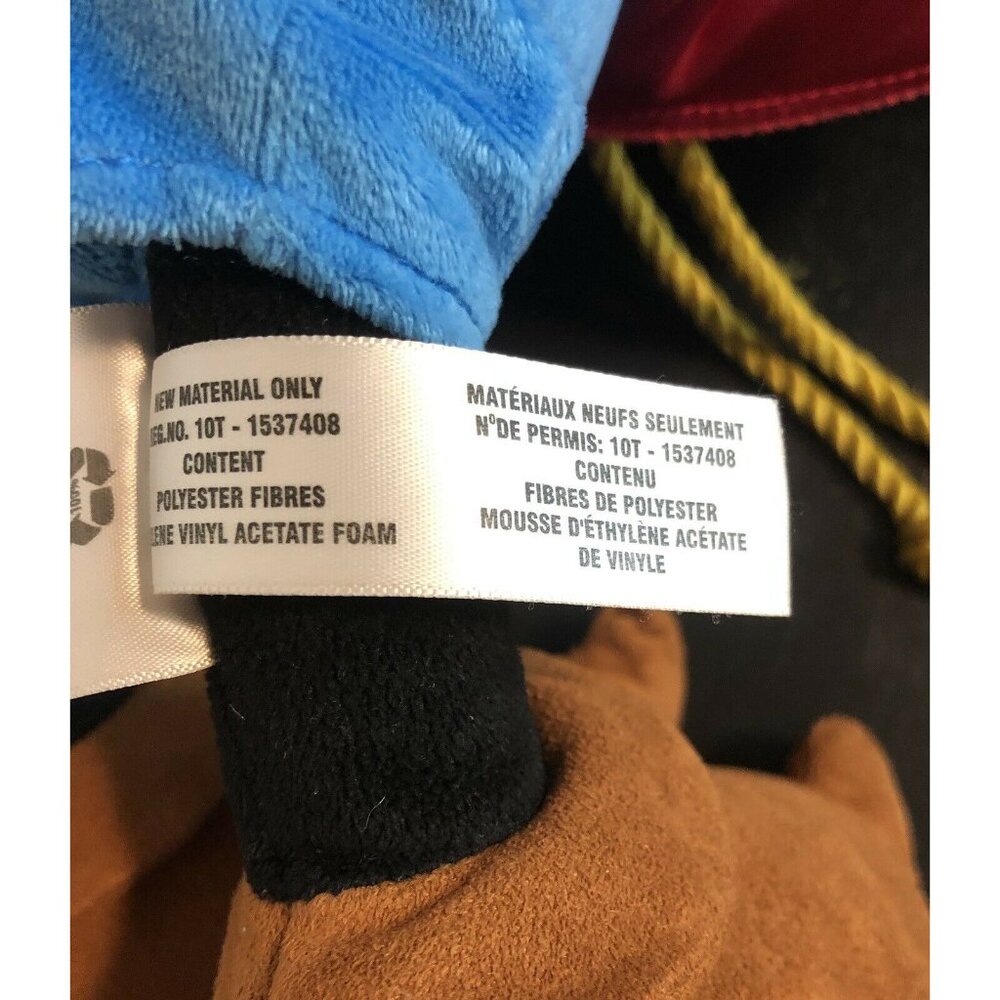 NEW MATERIAL ONLY
REG.NO. 10T - 1537408
CONTENT
POLYESTER FIBRES
VINYL ACETATE FOAM
MATÉRIAUX NEUFS SEULEMENT
N⁰DE PERMIS: 10T - 1537408
CONTENU
FIBRES DE POLYESTER
MOUSSE D'ÉTHYLÈNE ACÉTATE
DE VINYLE